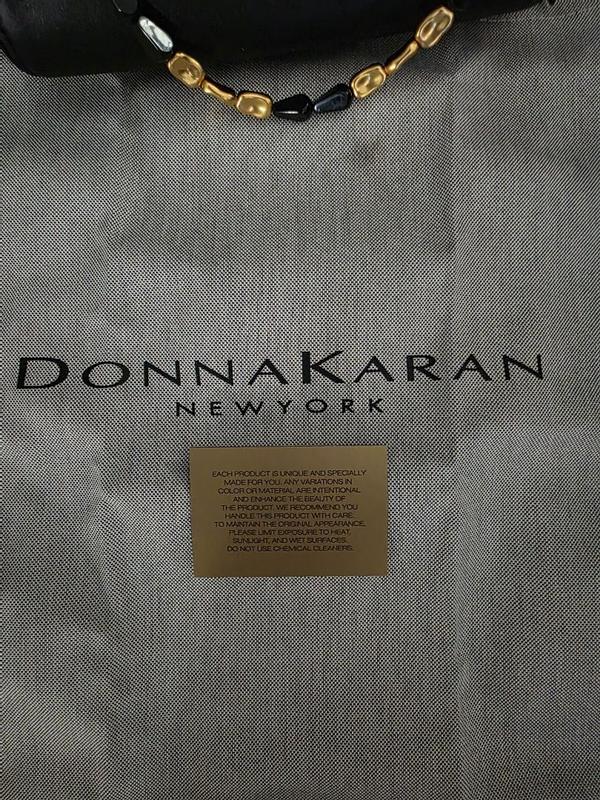 DONNAKARAN
NEWYORK
EACH PRODUCT IS UNIQUE AND SPECIALLY
MADE FOR YOU. ANY VARIATIONS IN
COLOR OR MATERIAL ARE INTENTIONAL
AND ENHANCE THE BEAUTY OF
THE PRODUCT. WE RECOMMEND YOU
HANDLE THIS PRODUCT WITH CARE.
TO MAINTAIN THE ORIGINAL APPEARANCE,
PLEASE LIMIT EXPOSURE TO HEAT,
SUNLIGHT, AND WET SURFACES.
DO NOT USE CHEMICAL CLEANERS.